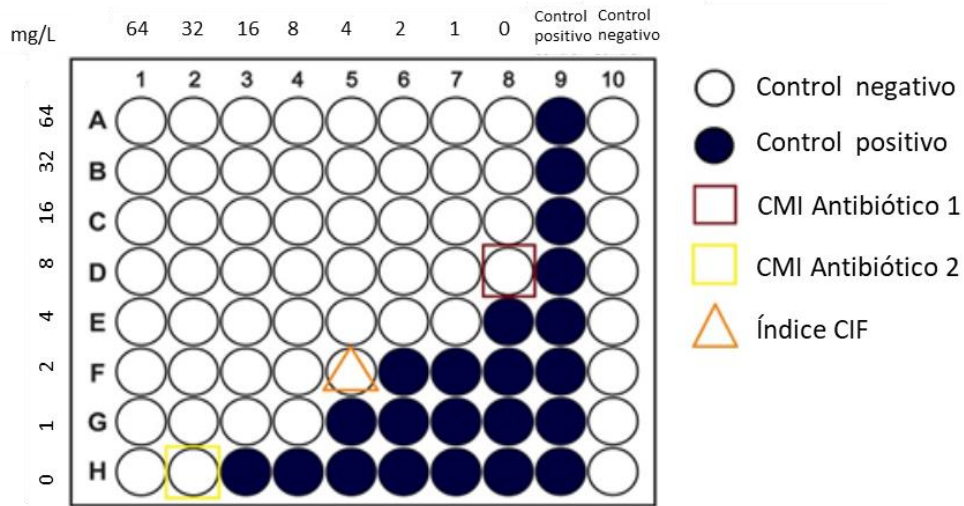 mg/L 64 32 16 8 4 2 1 0 Control positivo Control negativo
1 2 3 4 5 6 7 8 9 10
64 A
32 B
16 C
8 D
4 E
2 F
1 G
0 H
Control negativo
Control positivo
CMI Antibiótico 1
CMI Antibiótico 2
Índice CIF